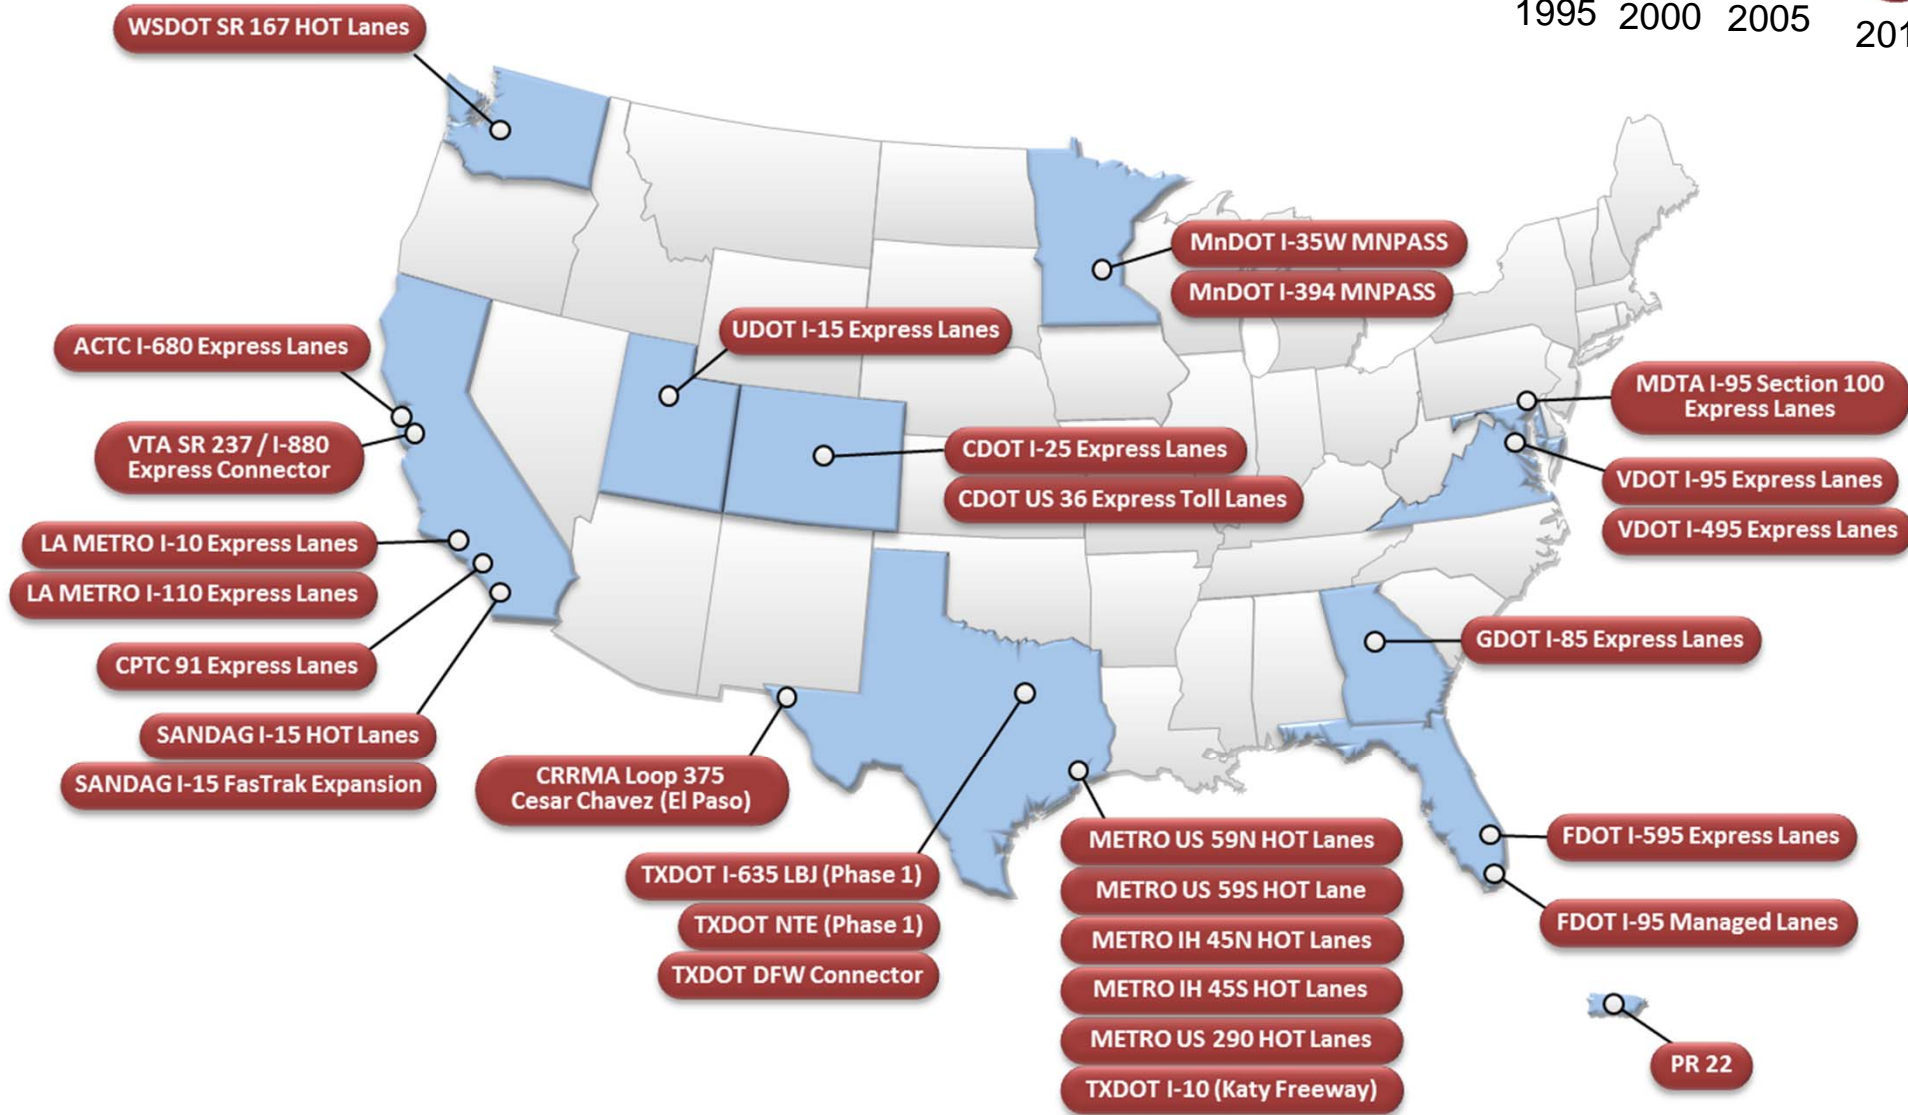 1995 2000 2005
WSDOT SR 167 HOT Lanes
MnDOT I-35W MNPASS
MnDOT I-394 MNPASS
UDOT I-15 Express Lanes
ACTC I-680 Express Lanes
MDTA I-95 Section 100
Express Lanes
VTA SR 237 / I-880
Express Connector
CDOT I-25 Express Lanes
CDOT US 36 Express Toll Lanes
VDOT I-95 Express Lanes
VDOT I-495 Express Lanes
LA METRO I-10 Express Lanes
LA METRO I-110 Express Lanes
GDOT I-85 Express Lanes
CPTC 91 Express Lanes
SANDAG I-15 HOT Lanes
SANDAG I-15 FasTrak Expansion
CRRMA Loop 375
Cesar Chavez (El Paso)
TXDOT I-635 LBJ (Phase 1)
TXDOT NTE (Phase 1)
TXDOT DFW Connector
METRO US 59N HOT Lanes
METRO US 59S HOT Lane
METRO IH 45N HOT Lanes
METRO IH 45S HOT Lanes
METRO US 290 HOT Lanes
TXDOT I-10 (Katy Freeway)
FDOT I-595 Express Lanes
FDOT I-95 Managed Lanes
PR 22